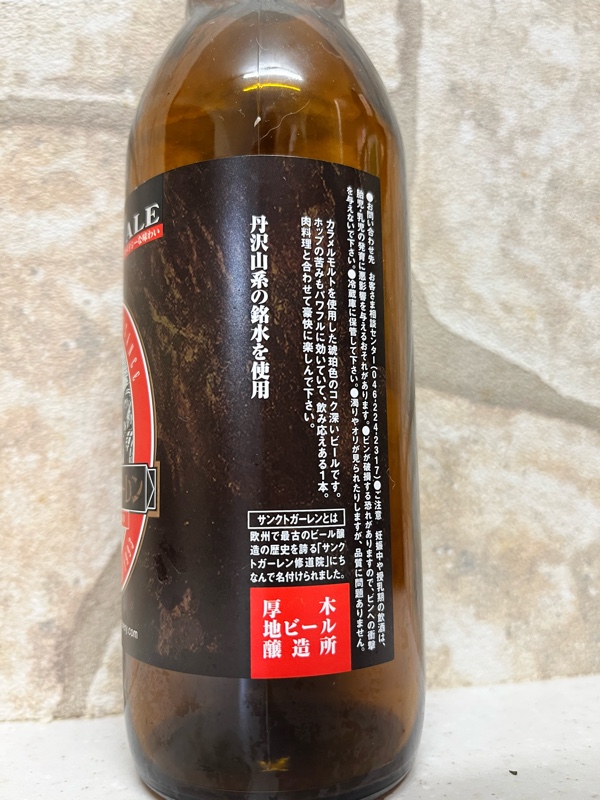 ●お問い合わせ先　お客さま相談センター(046-224-2317)●ご注意　妊娠中や授乳期の飲酒は、
胎児・乳児の発育に悪影響を与えるおそれがあります。●ビンが破損する恐れがありますので、ビンへの衝撃
を与えないで下さい。●冷蔵庫に保管して下さい。●濁りやオリが見られたりしますが、品質に問題ありません。
カラメルモルトを使用した琥珀色のコク深いビールです。
ホップの苦みもパワフルに効いていて、飲み応えある1本。
肉料理と合わせて豪快に楽しんで下さい。
丹沢山系の銘水を使用
サンクトガーレンとは
欧州で最古のビール醸
造の歴史を誇る「サンク
トガーレン修道院」にち
なんで名付けられました。
厚木
地ビール
醸造所
ALE
味わい
.com